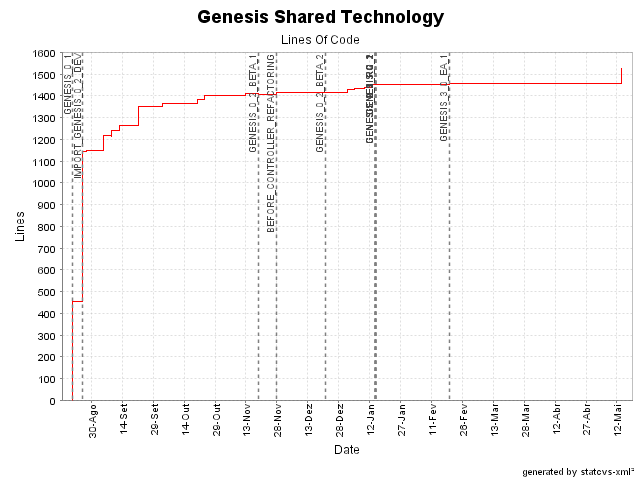 Genesis Shared Technology
Lines Of Code
1600
1500
1400
1300
1200
1100
1000
900
800
700
600
500
400
300
200
100
0
Lines
GENESIS_0_1
IMPORT_GENESIS_0_2_DEV
GENESIS_0_2_BETA_1
BEFORE_CONTROLLER_REFACTORING
GENESIS_0_2_BETA_2
GENESIS_3_0_EA_1
30-Ago
14-Set
29-Set
14-Out
29-Out
13-Nov
28-Nov
13-Dez
28-Dez
12-Jan
27-Jan
11-Fev
26-Fev
13-Mar
28-Mar
12-Abr
27-Abr
12-Mai
Date
generated by statcvs-xml²